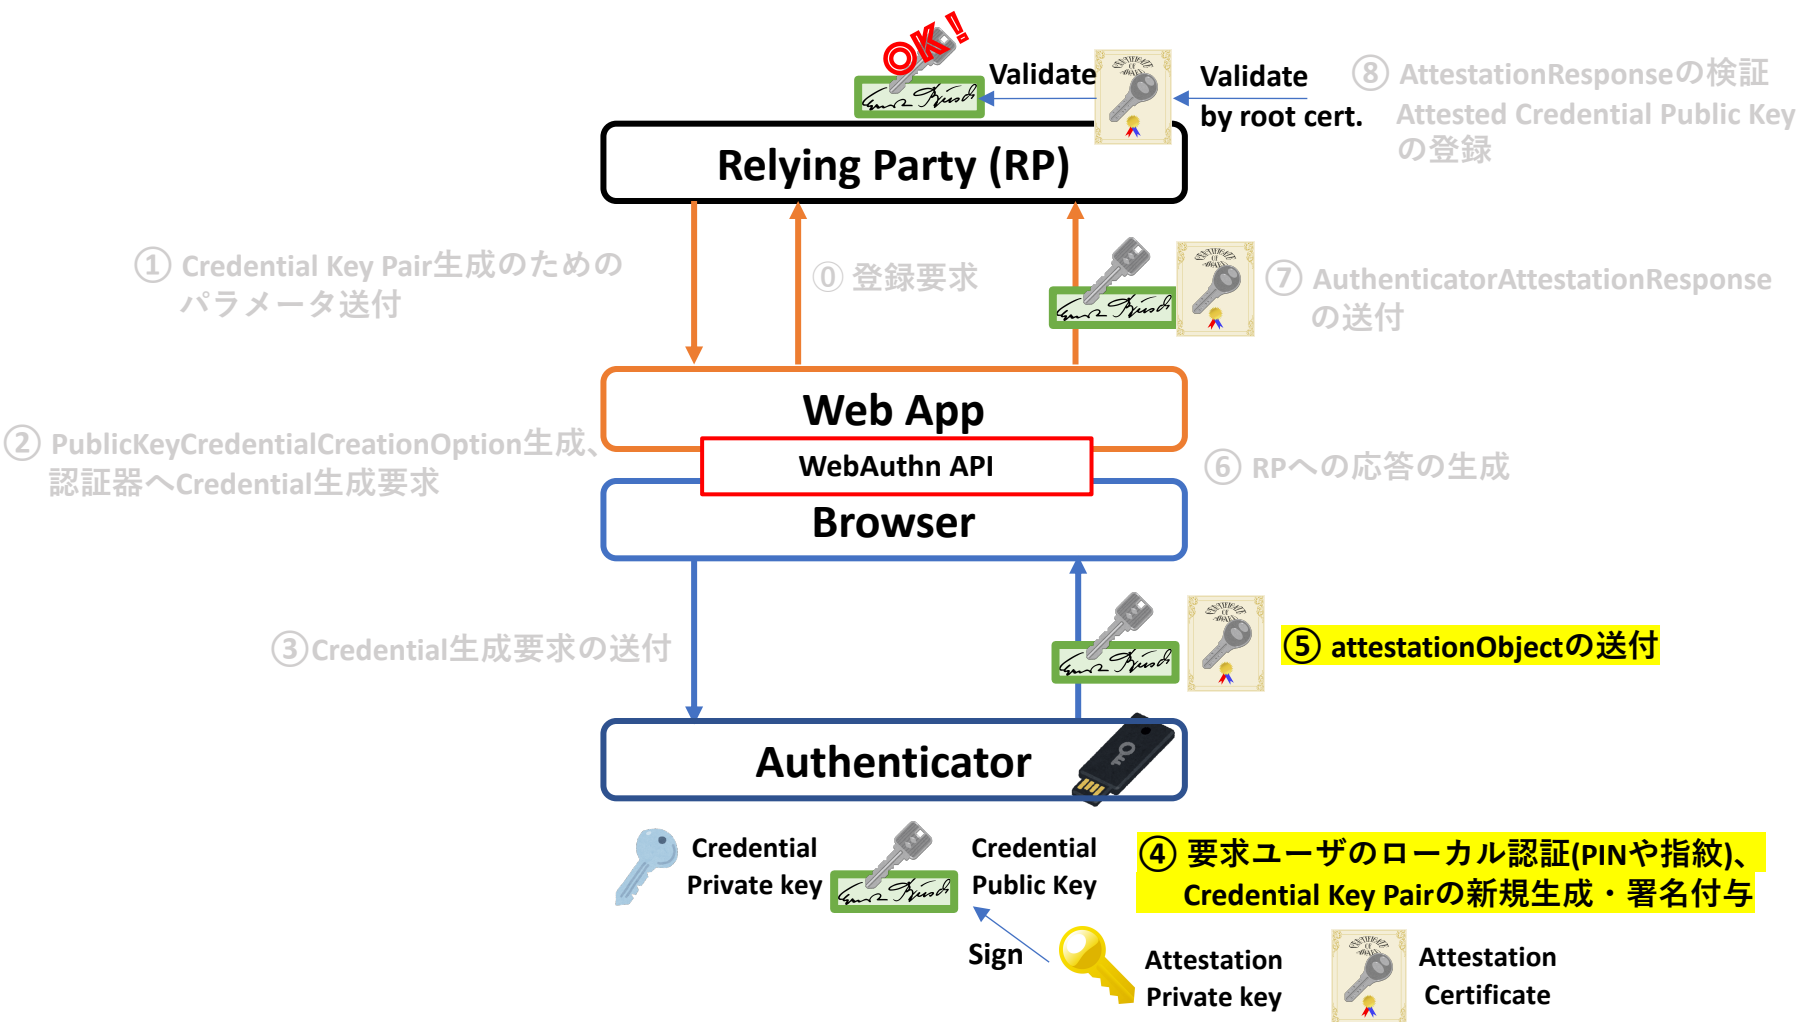 OK!
Validate
Validate
by root cert.
⑧ AttestationResponseの検証
Attested Credential Public Key
の登録
Relying Party (RP)
① Credential Key Pair生成のための
パラメータ送付
⓪ 登録要求
⑦ AuthenticatorAttestationResponse
の送付
Web App
WebAuthn API
Browser
② PublicKeyCredentialCreationOption生成、
認証器へCredential生成要求
⑥ RPへの応答の生成
③Credential生成要求の送付
⑤ attestationObjectの送付
Authenticator
Credential
Private key
Credential
Public Key
④ 要求ユーザのローカル認証(PINや指紋)、
Credential Key Pairの新規生成・署名付与
Sign
Attestation
Private key
Attestation
Certificate